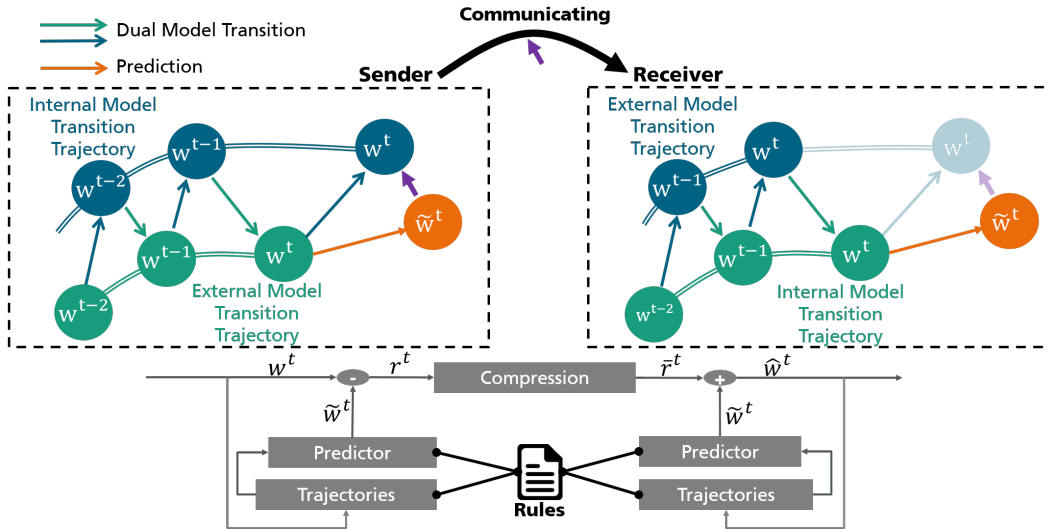 Communicating
Dual Model Transition
Prediction
Sender
Receiver
Internal Model
Transition
Trajectory
w^{t-2}
w^{t-1}
w^t
w̃^t
w^{t-2}
w^{t-1}
w^t
External Model
Transition
Trajectory
External Model
Transition
Trajectory
w^{t-1}
w^t
w^t
w̃^t
w^{t-2}
w^{t-1}
w^t
Internal Model
Transition
Trajectory
w^t
-
r^t
Compression
r̄^t
+
ŵ^t
w̃^t
w̃^t
Predictor
Predictor
Trajectories
Trajectories
Rules